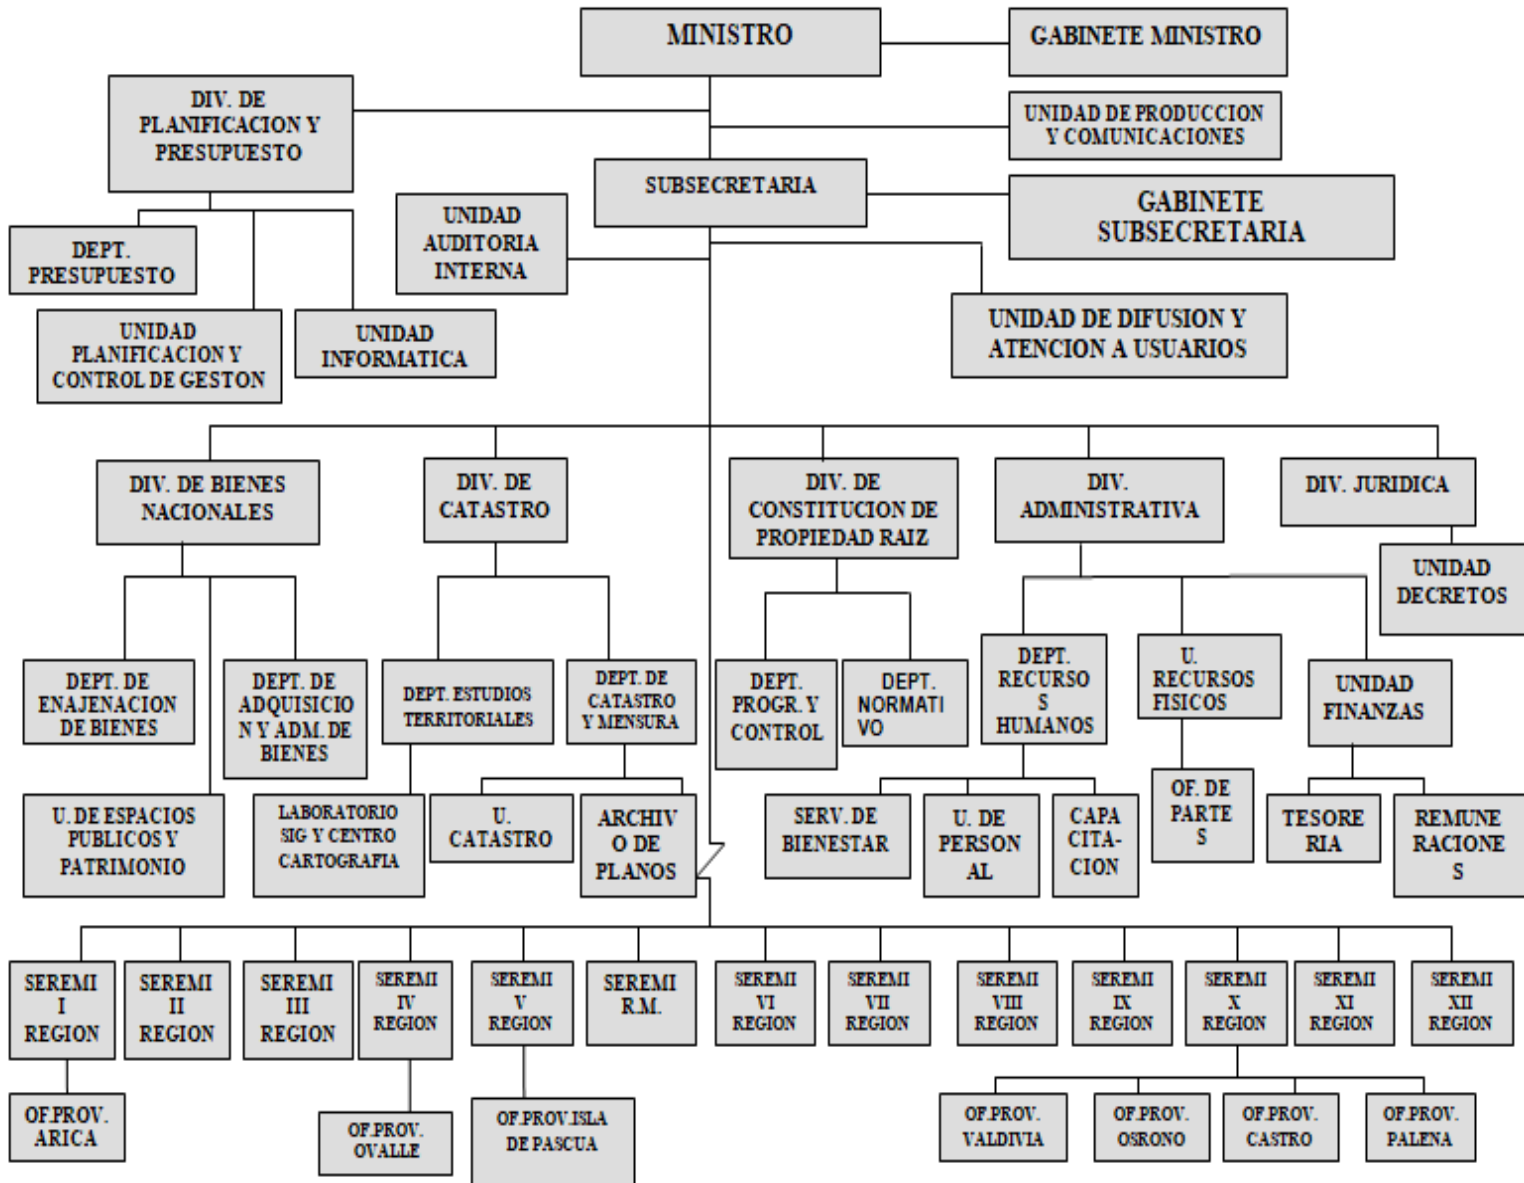 MINISTRO
GABINETE MINISTRO
DIV. DE
PLANIFICACION Y
PRESUPUESTO
UNIDAD DE PRODUCCION
Y COMUNICACIONES
SUBSECRETARIA
GABINETE
SUBSECRETARIA
UNIDAD
AUDITORIA
INTERNA
DEPT.
PRESUPUESTO
UNIDAD
PLANIFICACION Y
CONTROL DE GESTON
UNIDAD
INFORMATICA
UNIDAD DE DIFUSION Y
ATENCION A USUARIOS
DIV. DE BIENES
NACIONALES
DIV. DE
CATASTRO
DIV. DE
CONSTITUCION DE
PROPIEDAD RAIZ
DIV.
ADMINISTRATIVA
DIV. JURIDICA
UNIDAD
DECRETOS
DEPT. DE
ENAJENACION
DE BIENES
DEPT. DE
ADQUISICIO
N Y ADM. DE
BIENES
DEPT. ESTUDIOS
TERRITORIALES
DEPT. DE
CATASTRO
Y MENSURA
DEPT.
PROGR. Y
CONTROL
DEPT.
NORMATI
VO
DEPT.
RECURSO
S
HUMANOS
U.
RECURSOS
FISICOS
UNIDAD
FINANZAS
U. DE ESPACIOS
PUBLICOS Y
PATRIMONIO
LABORATORIO
SIG Y CENTRO
CARTOGRAFIA
U.
CATASTRO
ARCHIV
O DE
PLANOS
SERV. DE
BIENESTAR
U. DE
PERSON
AL
CAPA
CITA-
CION
OF. DE
PARTE
S
TESORE
RIA
REMUNE
RACIONE
S
SEREMI
I
REGION
SEREMI
II
REGION
SEREMI
III
REGION
SEREMI
IV
REGION
SEREMI
V
REGION
SEREMI
R.M.
SEREMI
VI
REGION
SEREMI
VII
REGION
SEREMI
VIII
REGION
SEREMI
IX
REGION
SEREMI
X
REGION
SEREMI
XI
REGION
SEREMI
XII
REGION
OF.PROV.
ARICA
OF.PROV.
OVALLE
OF.PROV.ISLA
DE PASCUA
OF.PROV.
VALDIVIA
OF.PROV.
OSRONO
OF.PROV.
CASTRO
OF.PROV.
PALENA